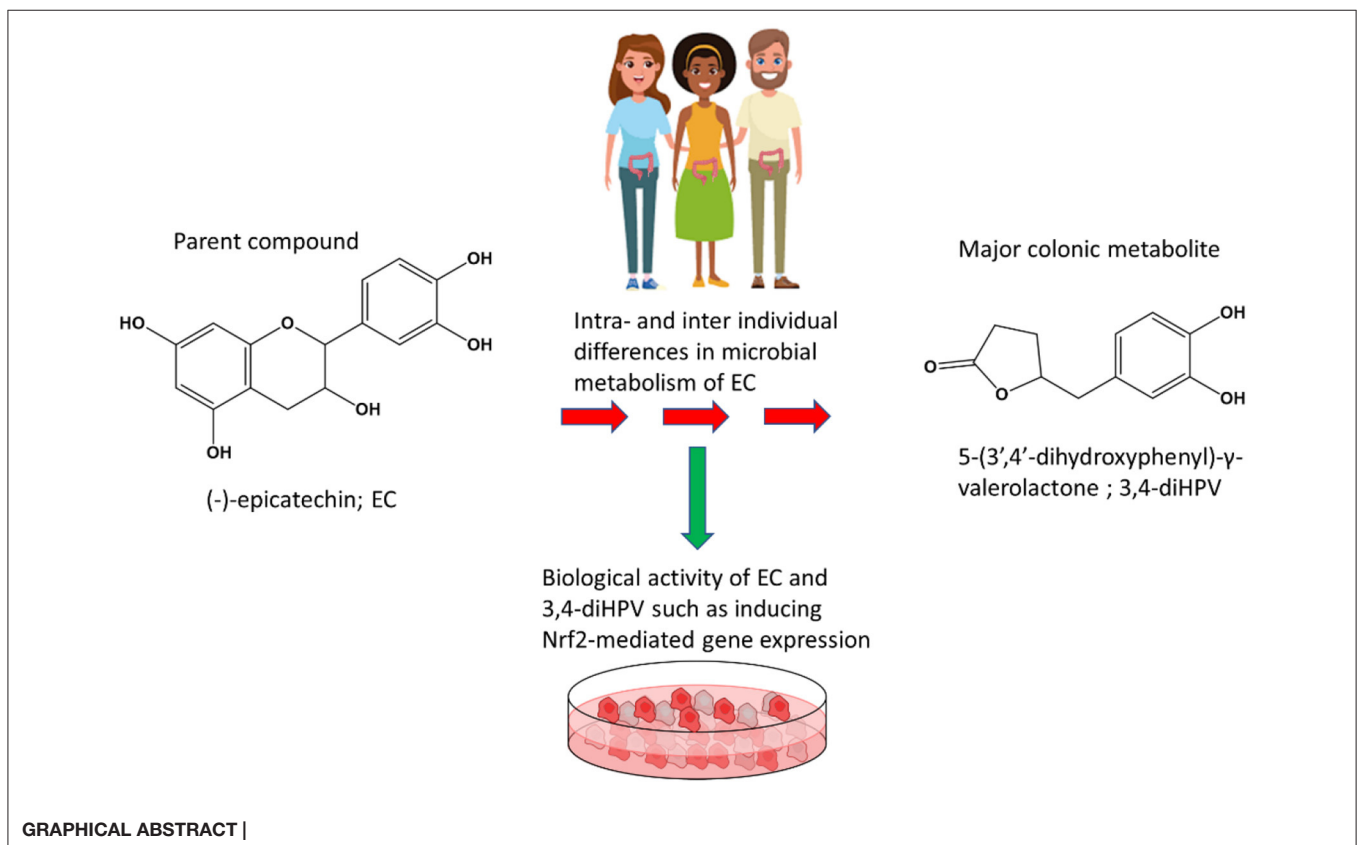 Parent compound
OH
HO
O
OH
OH
OH
(-)-epicatechin; EC
Intra- and inter individual
differences in microbial
metabolism of EC
Major colonic metabolite
OH
O
O
OH
5-(3’,4’-dihydroxyphenyl)-γ-
valerolactone ; 3,4-diHPV
Biological activity of EC and
3,4-diHPV such as inducing
Nrf2-mediated gene expression
GRAPHICAL ABSTRACT |